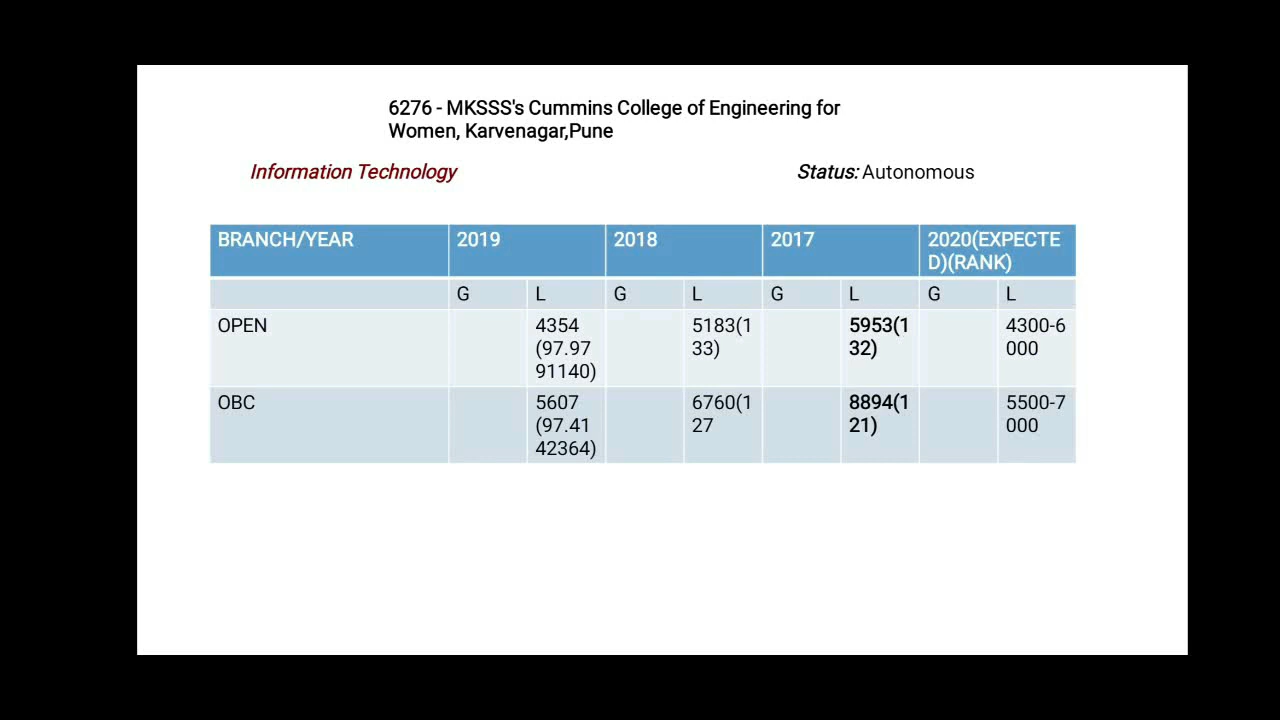 6276 - MKSSS's Cummins College of Engineering for
Women, Karvenagar,Pune
Information Technology Status: Autonomous
BRANCH/YEAR 2019 2018 2017 2020(EXPECTE
D)(RANK)
G L G L G L G L
OPEN 4354 5183(1 5953(1 4300-6
(97.97 33) 32) 000
91140)
OBC 5607 6760(1 8894(1 5500-7
(97.41 27 21) 000
42364)